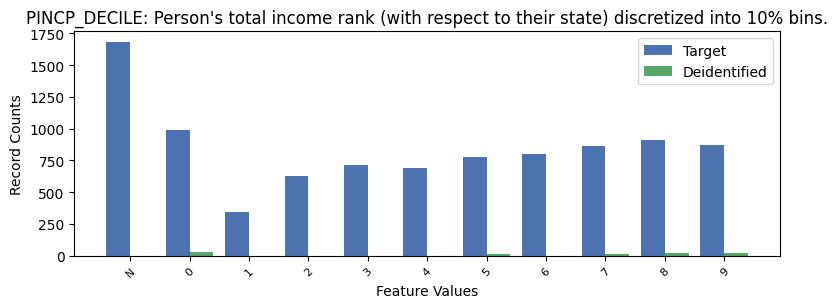 PINCP_DECILE: Person's total income rank (with respect to their state) discretized into 10% bins.
1750
1500
1250
1000
750
500
250
0
Record Counts
Target
Deidentified
N 0 1 2 3 4 5 6 7 8 9
Feature Values